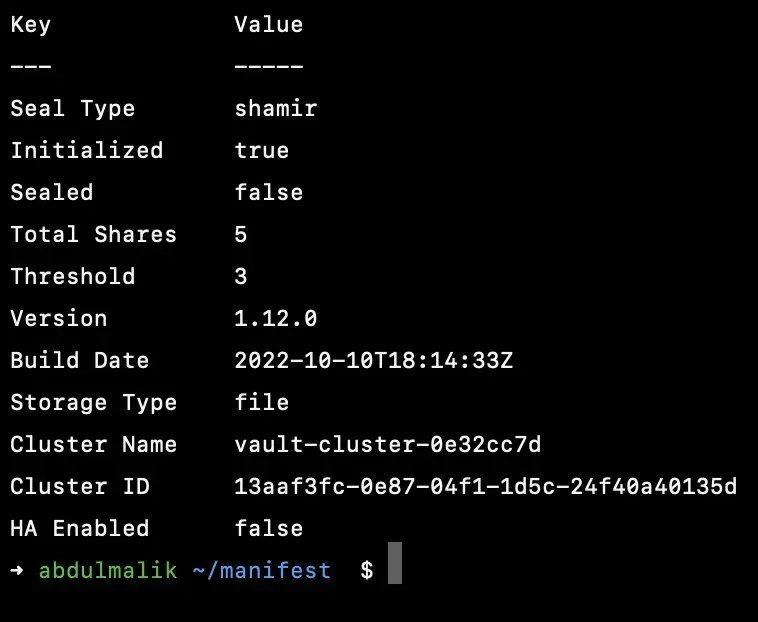 Key Value
--- -----
Seal Type shamir
Initialized true
Sealed false
Total Shares 5
Threshold 3
Version 1.12.0
Build Date 2022-10-10T18:14:33Z
Storage Type file
Cluster Name vault-cluster-0e32cc7d
Cluster ID 13aaf3fc-0e87-04f1-1d5c-24f40a40135d
HA Enabled false
→ abdulmalik ~/manifest $